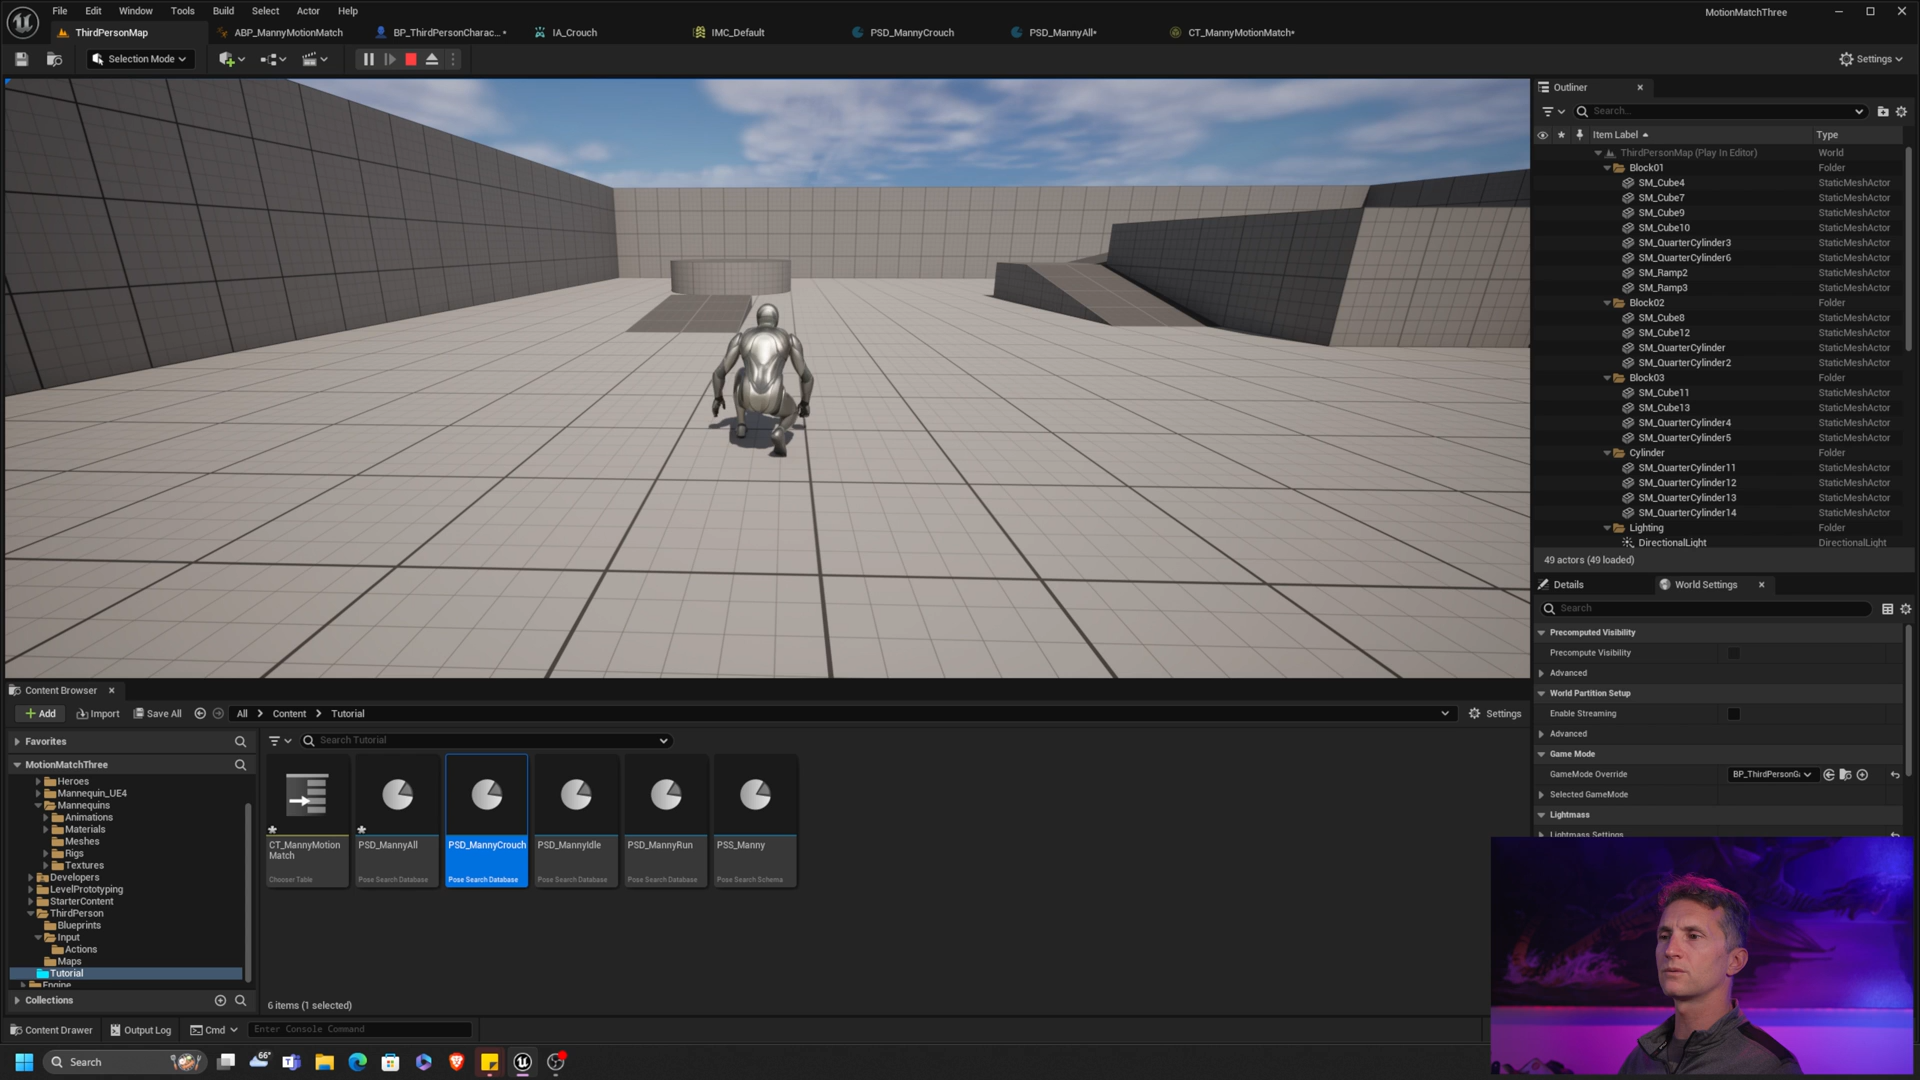 File Edit Window Tools Build Select Actor Help
MotionMatchThree
ThirdPersonMap
ABP_MannyMotionMatch
BP_ThirdPersonCharac...•
IA_Crouch
IMC_Default
PSD_MannyCrouch
PSD_MannyAll•
CT_MannyMotionMatch•
Selection Mode
Settings
Outliner
Search...
Item Label Type
ThirdPersonMap (Play In Editor) World
Block01 Folder
SM_Cube4 StaticMeshActor
SM_Cube7 StaticMeshActor
SM_Cube9 StaticMeshActor
SM_Cube10 StaticMeshActor
SM_QuarterCylinder3 StaticMeshActor
SM_QuarterCylinder6 StaticMeshActor
SM_Ramp2 StaticMeshActor
SM_Ramp3 StaticMeshActor
Block02 Folder
SM_Cube8 StaticMeshActor
SM_Cube12 StaticMeshActor
SM_QuarterCylinder StaticMeshActor
SM_QuarterCylinder2 StaticMeshActor
Block03 Folder
SM_Cube11 StaticMeshActor
SM_Cube13 StaticMeshActor
SM_QuarterCylinder4 StaticMeshActor
SM_QuarterCylinder5 StaticMeshActor
Cylinder Folder
SM_QuarterCylinder11 StaticMeshActor
SM_QuarterCylinder12 StaticMeshActor
SM_QuarterCylinder13 StaticMeshActor
SM_QuarterCylinder14 StaticMeshActor
Lighting Folder
DirectionalLight DirectionalLight
49 actors (49 loaded)
Details
World Settings
Search
Precomputed Visibility
Precompute Visibility
Advanced
World Partition Setup
Enable Streaming
Advanced
Game Mode
GameMode Override BP_ThirdPersonG
Selected GameMode
Lightmass
Lightmass Settings
Content Browser
Add Import Save All All Content Tutorial Settings
Favorites
Search Tutorial
MotionMatchThree
Heroes
Mannequin_UE4
Mannequins
Animations
Materials
Meshes
Rigs
Textures
Developers
LevelPrototyping
StarterContent
ThirdPerson
Blueprints
Input
Actions
Maps
Tutorial
Engine
Collections
CT_MannyMotion
Match
Chooser Table
PSD_MannyAll
Pose Search Database
PSD_MannyCrouch
Pose Search Database
PSD_MannyIdle
Pose Search Database
PSD_MannyRun
Pose Search Database
PSS_Manny
Pose Search Schema
6 items (1 selected)
Content Drawer Output Log Cmd Enter Console Command
Search
66°